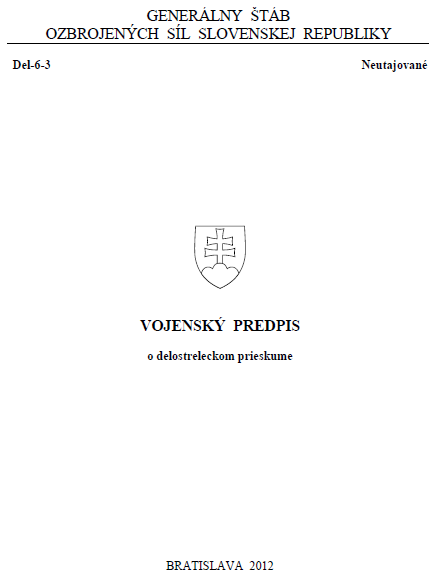 GENERÁLNY ŠTÁB
OZBROJENÝCH SÍL SLOVENSKEJ REPUBLIKY
Del-6-3 Neutajované
VOJENSKÝ PREDPIS
o delostreleckom prieskume
BRATISLAVA 2012